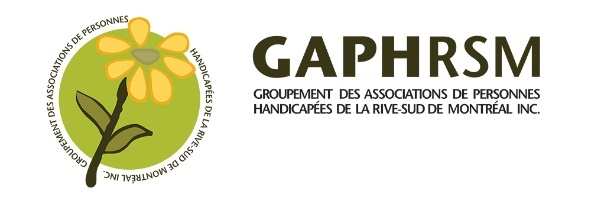 GROUPEMENT DES ASSOCIATIONS DE PERSONNES
HANDICAPÉES DE LA RIVE-SUD DE MONTRÉAL INC.
GAPHRSM
GROUPEMENT DES ASSOCIATIONS DE PERSONNES
HANDICAPÉES DE LA RIVE-SUD DE MONTRÉAL INC.